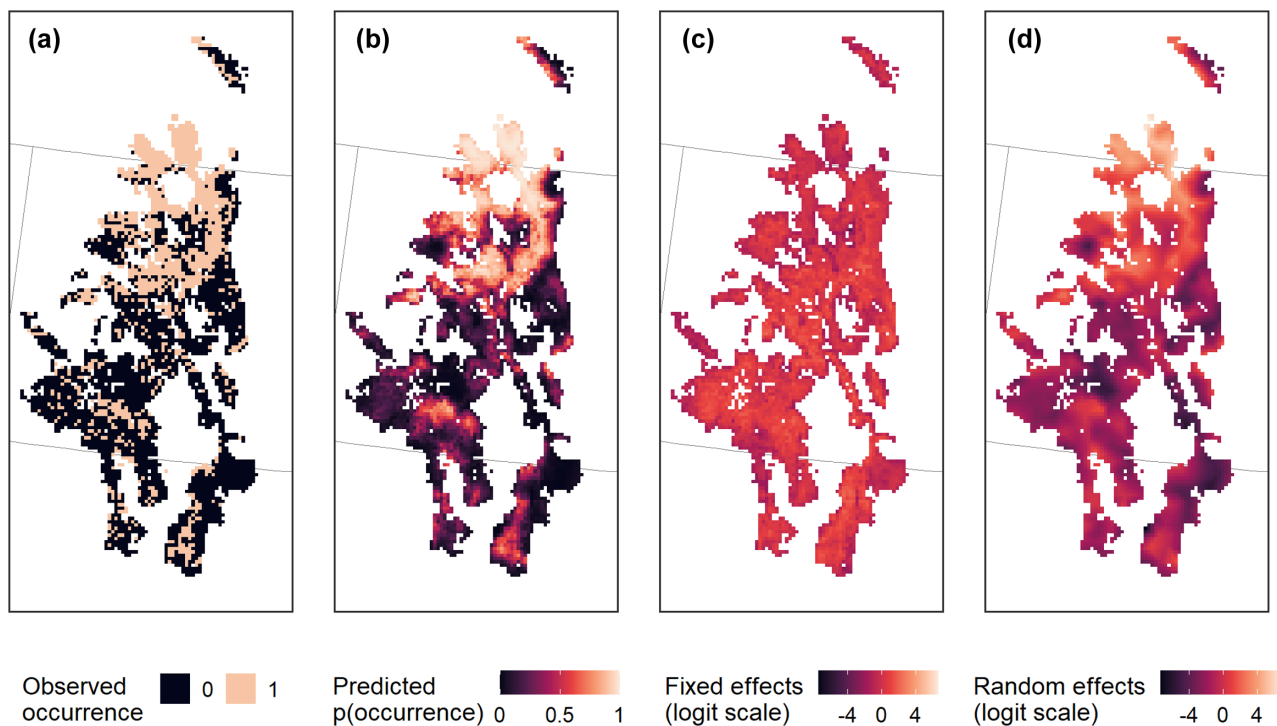 (a)
(b)
(c)
(d)
Observed
occurrence
0
1
Predicted
p(occurrence)
0 0.5 1
Fixed effects
(logit scale)
-4 0 4
Random effects
(logit scale)
-4 0 4